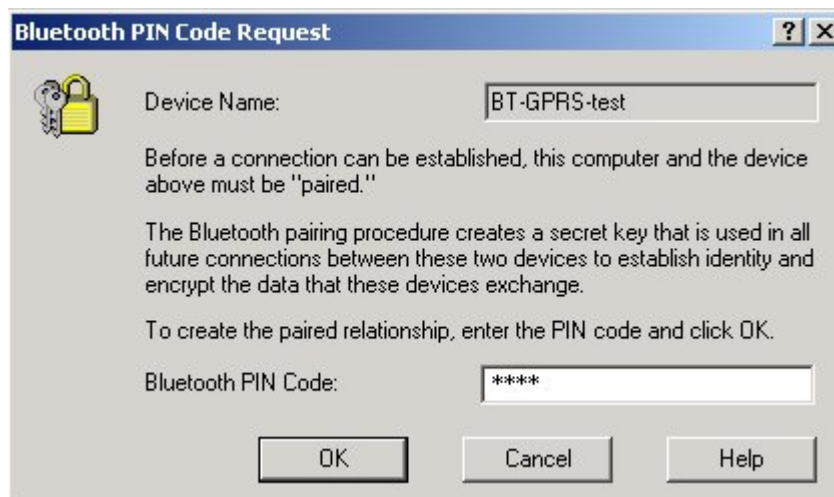 Bluetooth PIN Code Request
Device Name: BT-GPRS-test
Before a connection can be established, this computer and the device
above must be "paired."
The Bluetooth pairing procedure creates a secret key that is used in all
future connections between these two devices to establish identity and
encrypt the data that these devices exchange.
To create the paired relationship, enter the PIN code and click OK.
Bluetooth PIN Code: ****
OK Cancel Help